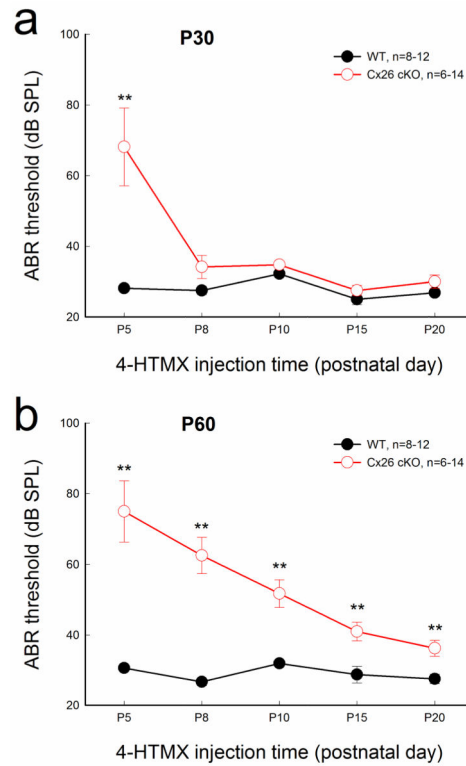 a
P30
100
WT, n=8-12
Cx26 cKO, n=6-14
**
80
60
40
20
ABR threshold (dB SPL)
P5 P8 P10 P15 P20
4-HTMX injection time (postnatal day)
b
P60
100
WT, n=8-12
Cx26 cKO, n=6-14
** ** ** ** **
80
60
40
20
ABR threshold (dB SPL)
P5 P8 P10 P15 P20
4-HTMX injection time (postnatal day)